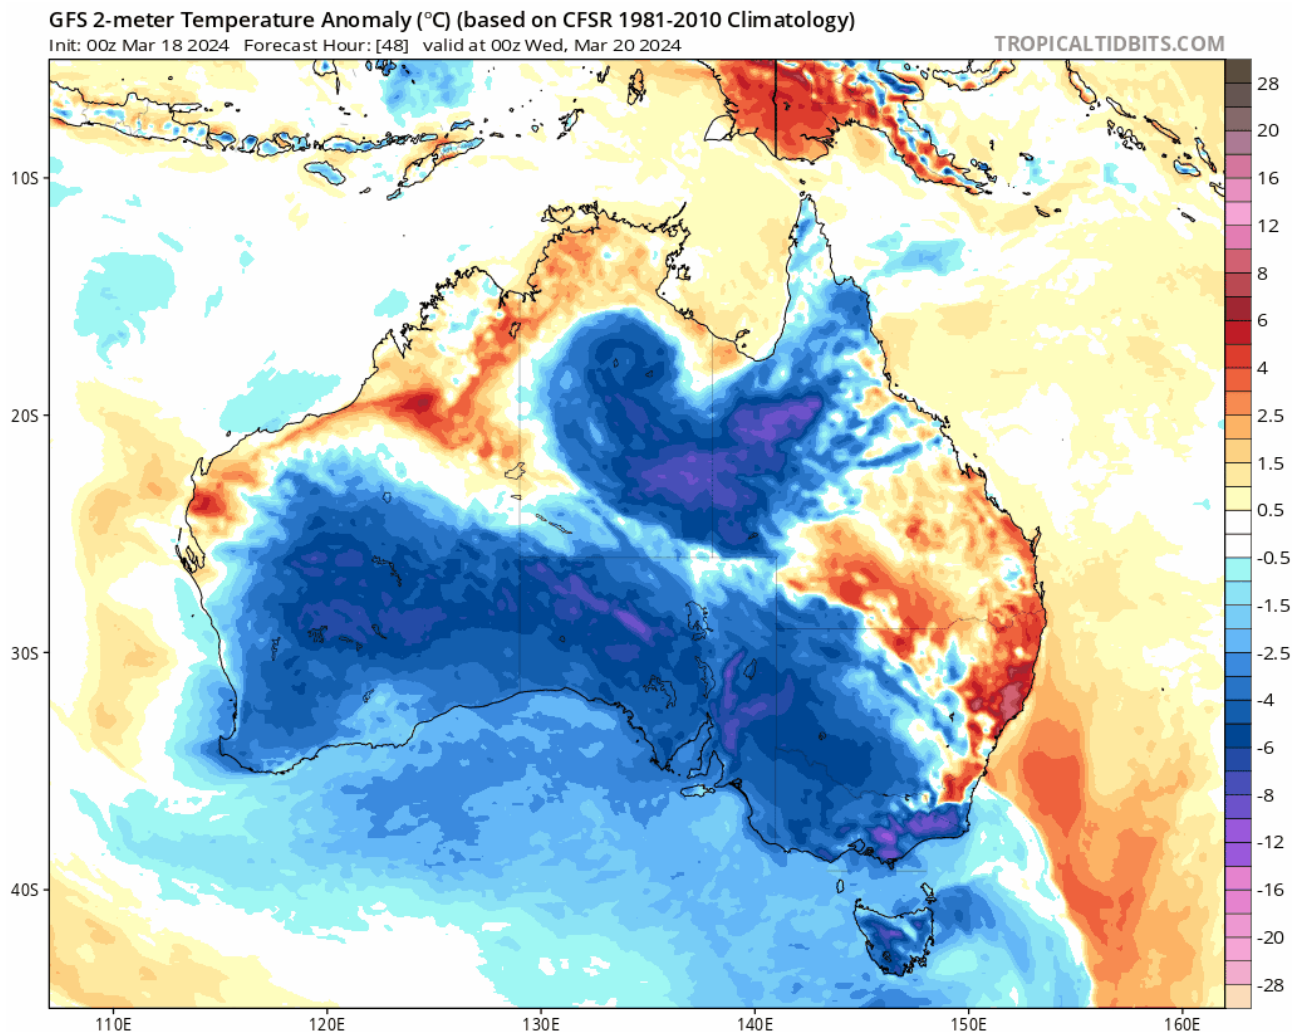 GFS 2-meter Temperature Anomaly (°C) (based on CFSR 1981-2010 Climatology)
Init: 00z Mar 18 2024 Forecast Hour: [48] valid at 00z Wed, Mar 20 2024
TROPICALTIDBITS.COM
10S
20S
30S
40S
110E
120E
130E
140E
150E
160E
28
20
16
12
8
6
4
2.5
1.5
0.5
-0.5
-1.5
-2.5
-4
-6
-8
-12
-16
-20
-28